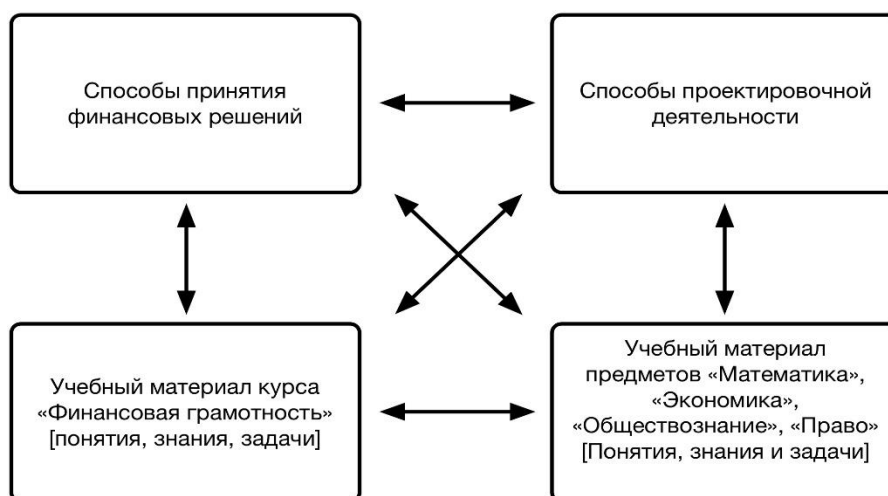 Способы принятия
финансовых решений
Способы проектировочной
деятельности
Учебный материал курса
«Финансовая грамотность»
[понятия, знания, задачи]
Учебный материал
предметов «Математика»,
«Экономика»,
«Обществознание», «Право»
[Понятия, знания и задачи]